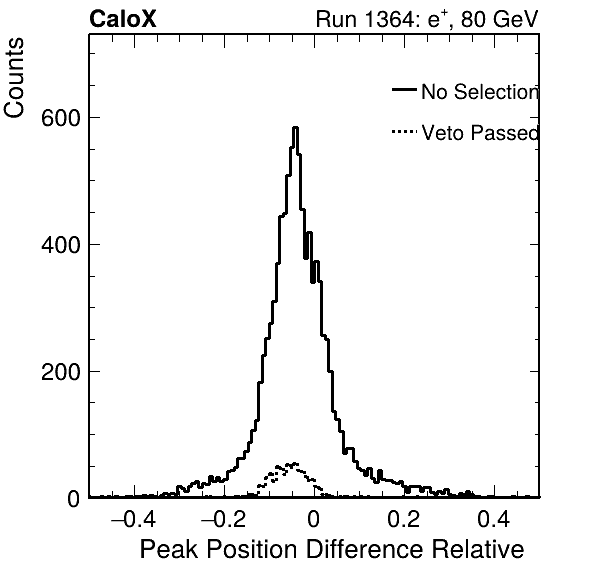 CaloX
Run 1364: e+, 80 GeV
Counts
No Selection
Veto Passed
600
400
200
0
−0.4
−0.2
0
0.2
0.4
Peak Position Difference Relative